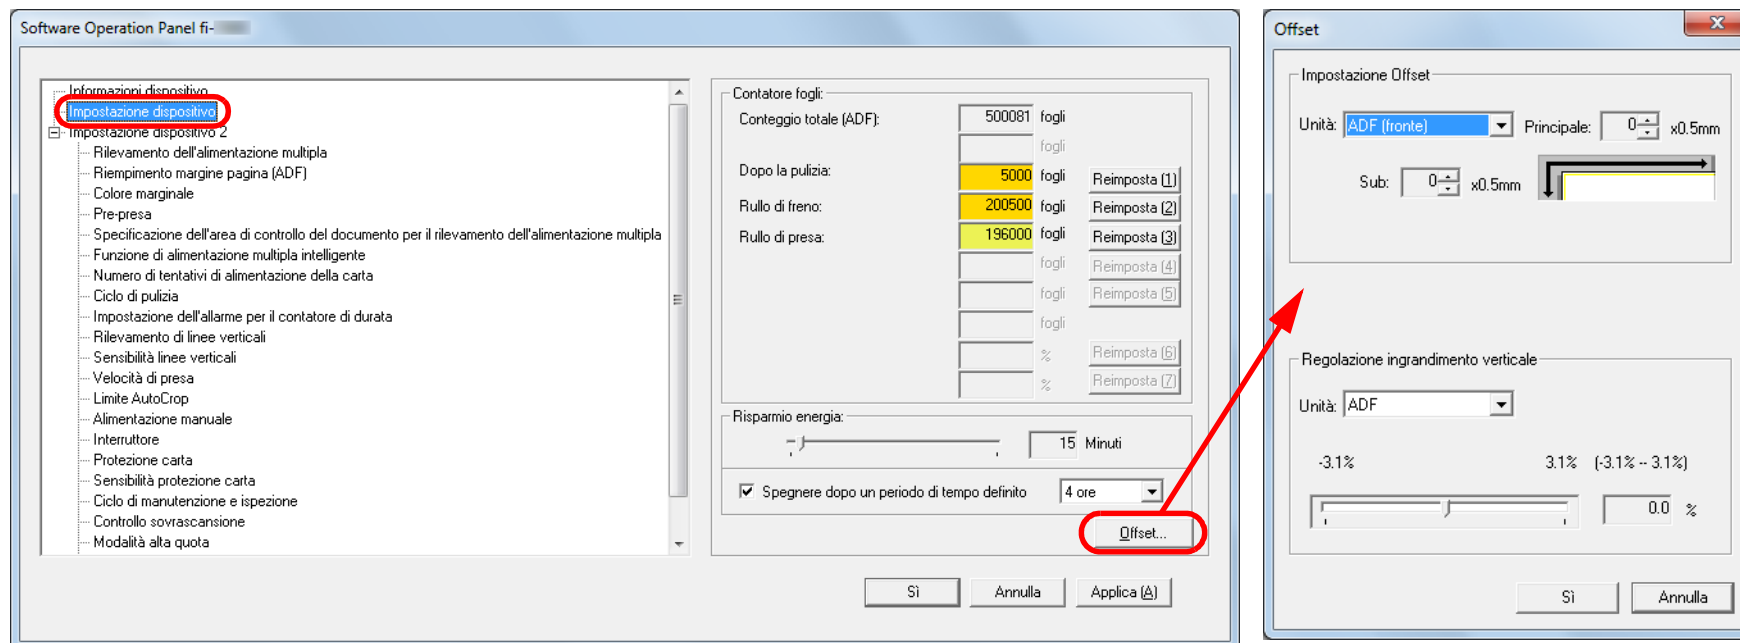 Software Operation Panel fi-
Informazioni dispositivo
Impostazione dispositivo
Impostazione dispositivo 2
Rilevamento dell'alimentazione multipla
Riempimento margine pagina (ADF)
Colore marginale
Pre-presa
Specificazione dell'area di controllo del documento per il rilevamento dell'alimentazione multipla
Funzione di alimentazione multipla intelligente
Numero di tentativi di alimentazione della carta
Ciclo di pulizia
Impostazione dell'allarme per il contatore di durata
Rilevamento di linee verticali
Sensibilità linee verticali
Velocità di presa
Limite AutoCrop
Alimentazione manuale
Interruttore
Protezione carta
Sensibilità protezione carta
Ciclo di manutenzione e ispezione
Controllo sovrascansione
Modalità alta quota
Contatore fogli:
Conteggio totale (ADF): 500081 fogli
fogli
Dopo la pulizia: 5000 fogli Reimposta (1)
Rullo di freno: 200500 fogli Reimposta (2)
Rullo di presa: 196000 fogli Reimposta (3)
fogli Reimposta (4)
fogli Reimposta (5)
fogli
% Reimposta (6)
% Reimposta (7)
Risparmio energia:
15 Minuti
Spegnere dopo un periodo di tempo definito 4 ore
Offset...
Sì Annulla Applica (A)
Offset
Impostazione Offset
Unità: ADF (fronte) Principale: 0 x0.5mm
Sub: 0 x0.5mm
Regolazione ingrandimento verticale
Unità: ADF
-3.1% 3.1% (-3.1% -- 3.1%)
0.0 %
Sì Annulla